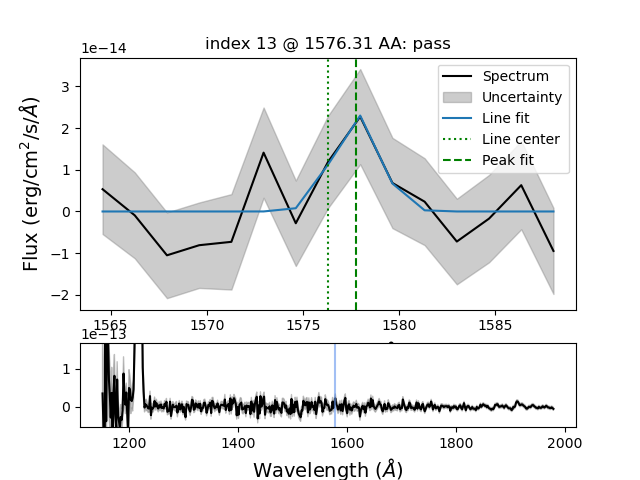 index 13 @ 1576.31 AA: pass
1e−14
Flux (erg/cm²/s/Å)
3
2
1
0
−1
−2
Spectrum
Uncertainty
Line fit
Line center
Peak fit
1565 1570 1575 1580 1585
1e−13
1
0
1200 1400 1600 1800 2000
Wavelength (Å)